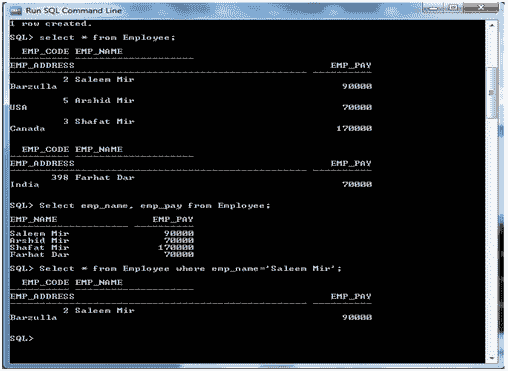 Run SQL Command Line
1 row created.
SQL> select * from Employee;
EMP_CODE EMP_NAME
EMP_ADDRESS EMP_PAY
2 Saleem Mir
Barzulla 90000
5 Arshid Mir
USA 70000
3 Shafat Mir
Canada 170000
EMP_CODE EMP_NAME
EMP_ADDRESS EMP_PAY
398 Farhat Dar
India 70000
SQL> Select emp_name, emp_pay from Employee;
EMP_NAME EMP_PAY
Saleem Mir 90000
Arshid Mir 70000
Shafat Mir 170000
Farhat Dar 70000
SQL> Select * from Employee where emp_name='Saleem Mir';
EMP_CODE EMP_NAME
EMP_ADDRESS EMP_PAY
2 Saleem Mir
Barzulla 90000
SQL>